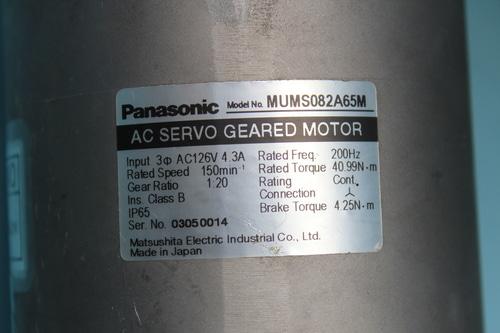 Panasonic Model No. MUMS082A65M
AC SERVO GEARED MOTOR
Input 3Φ AC126V 4.3A Rated Freq. 200Hz
Rated Speed 150min⁻¹ Rated Torque 40.99N·m
Gear Ratio 1:20 Rating Cont.
Ins. Class B Connection
IP65 Brake Torque 4.25N·m
Ser. No. 03050014
Matsushita Electric Industrial Co., Ltd.
Made in Japan